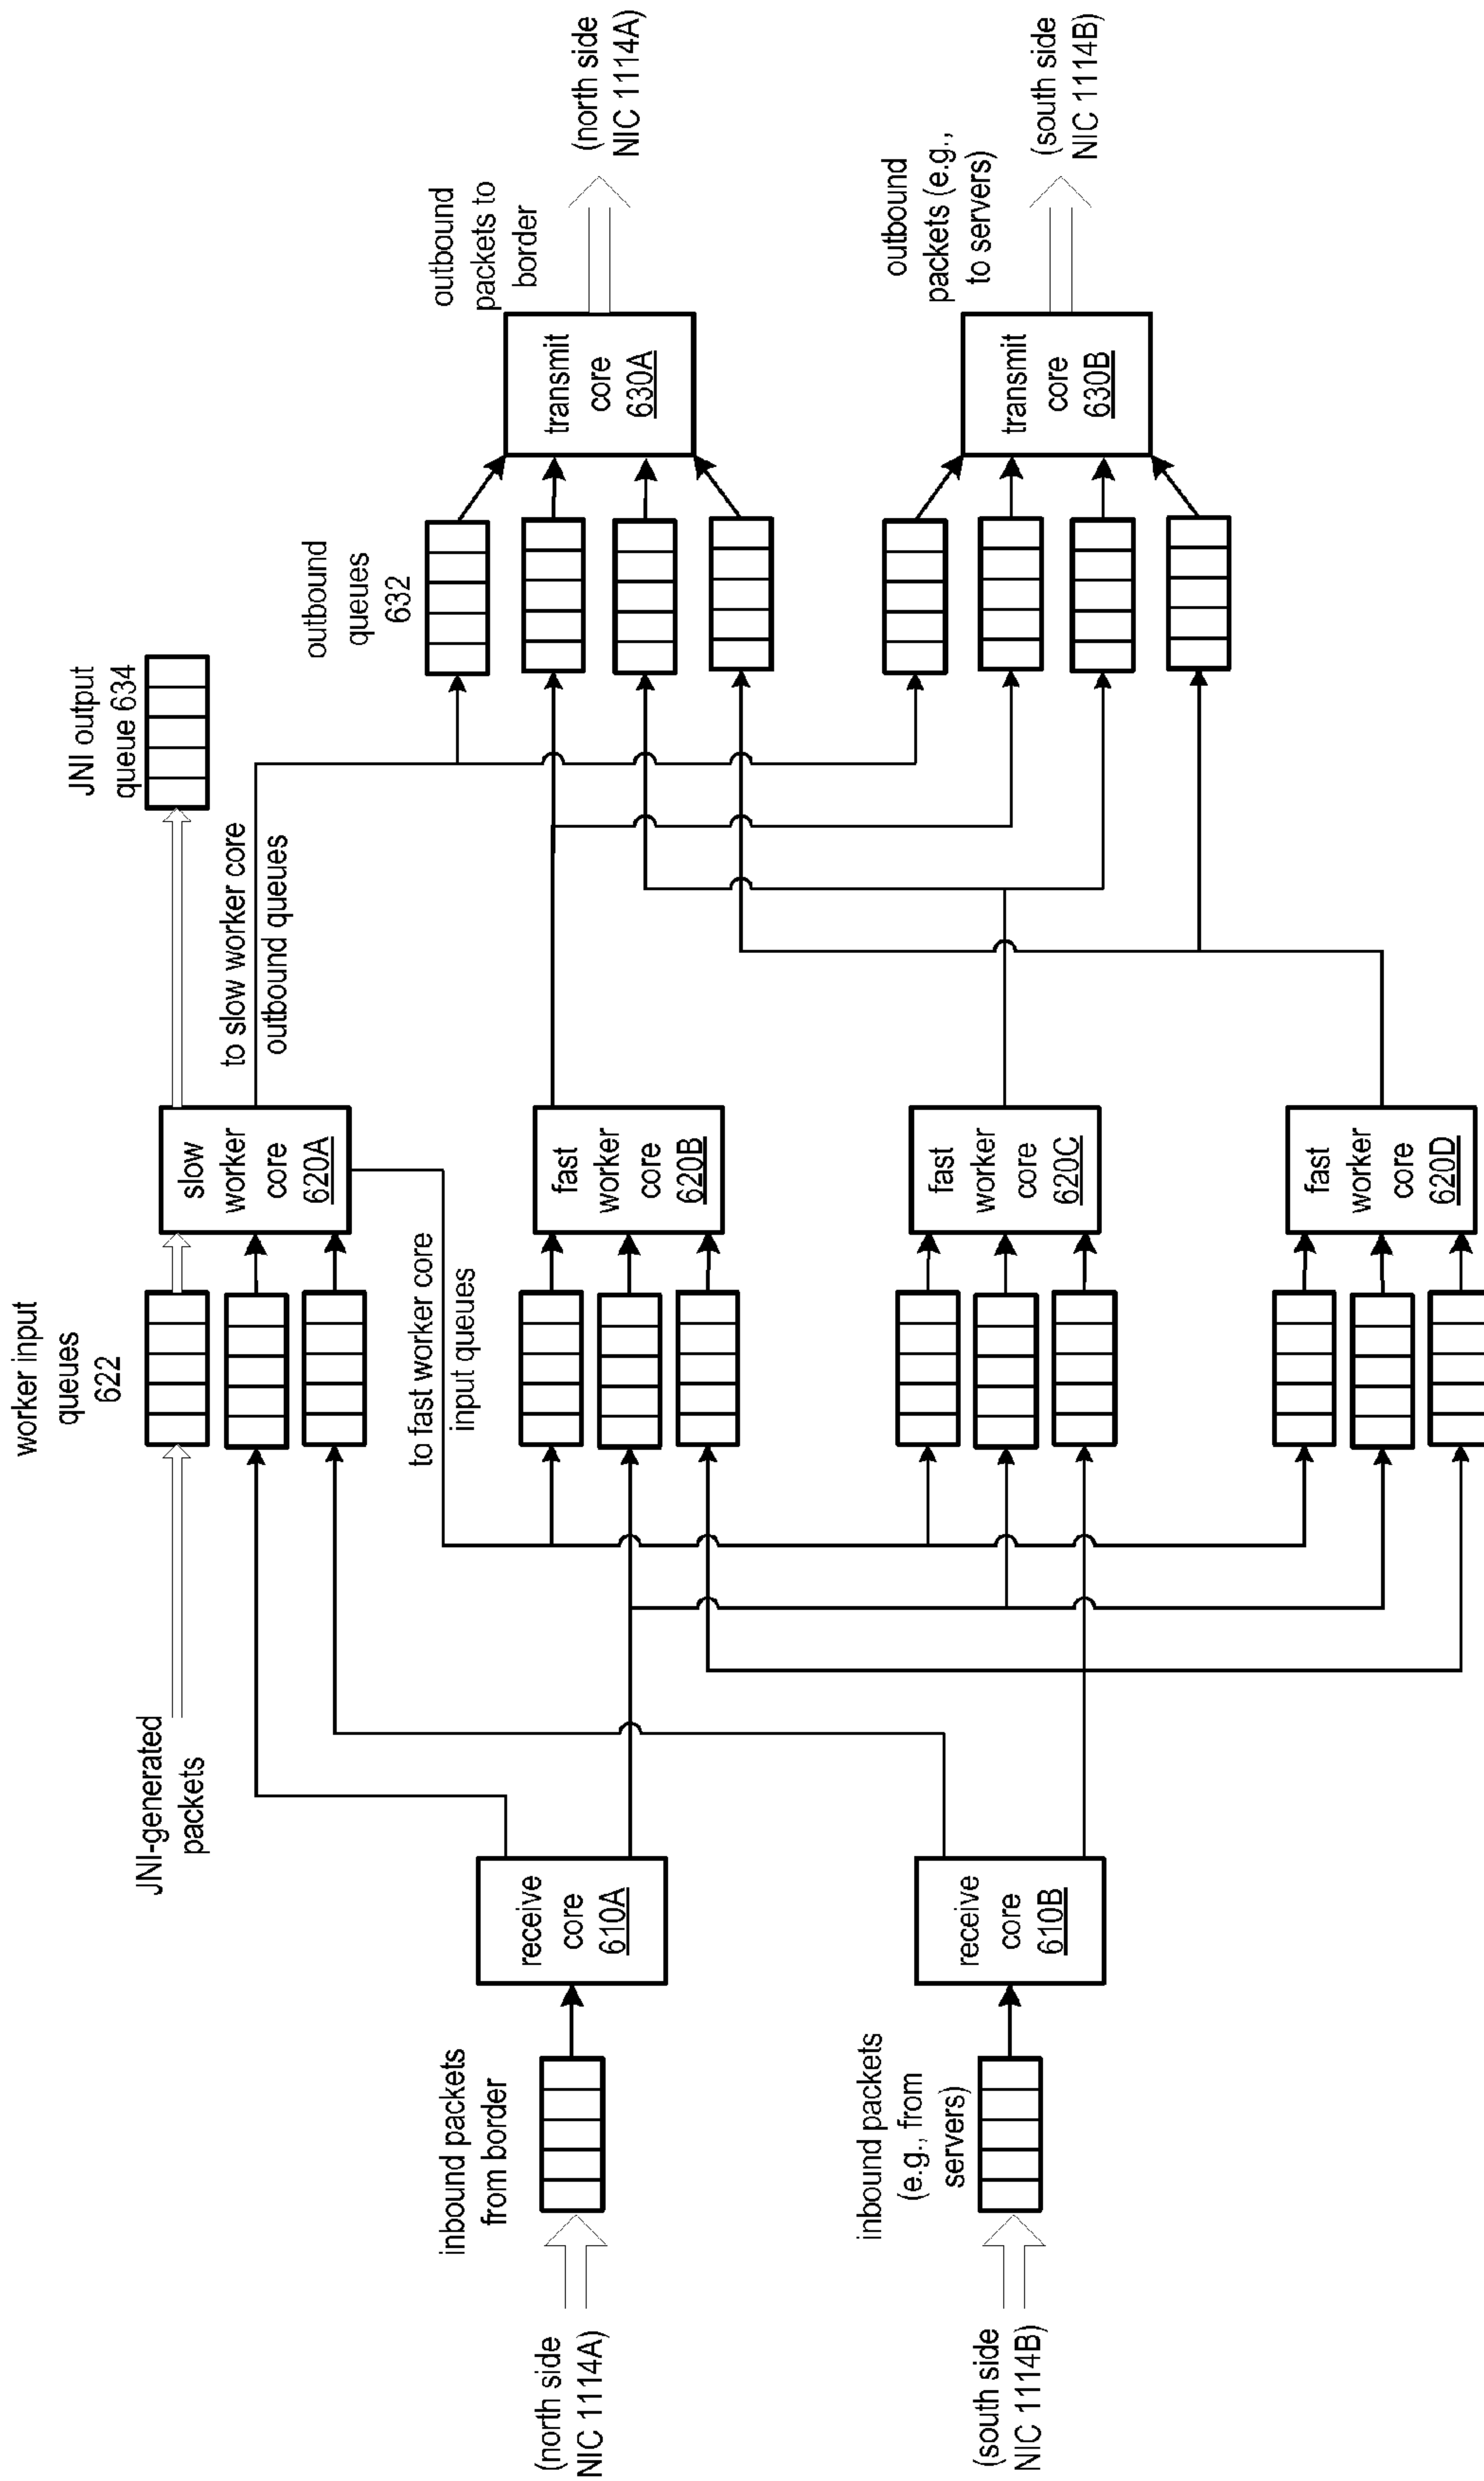 (north side
NIC 1114A)
inbound packets
from border
receive
core
610A
(south side
NIC 1114B)
inbound packets
(e.g., from
servers)
receive
core
610B
JNI-generated
packets
worker input
queues
622
to fast worker core
input queues
slow
worker
core
620A
fast
worker
core
620B
fast
worker
core
620C
fast
worker
core
620D
to slow worker core
outbound queues
JNI output
queue 634
outbound
queues
632
transmit
core
630A
outbound
packets to
border
(north side
NIC 1114A)
transmit
core
630B
outbound
packets (e.g.,
to servers)
(south side
NIC 1114B)